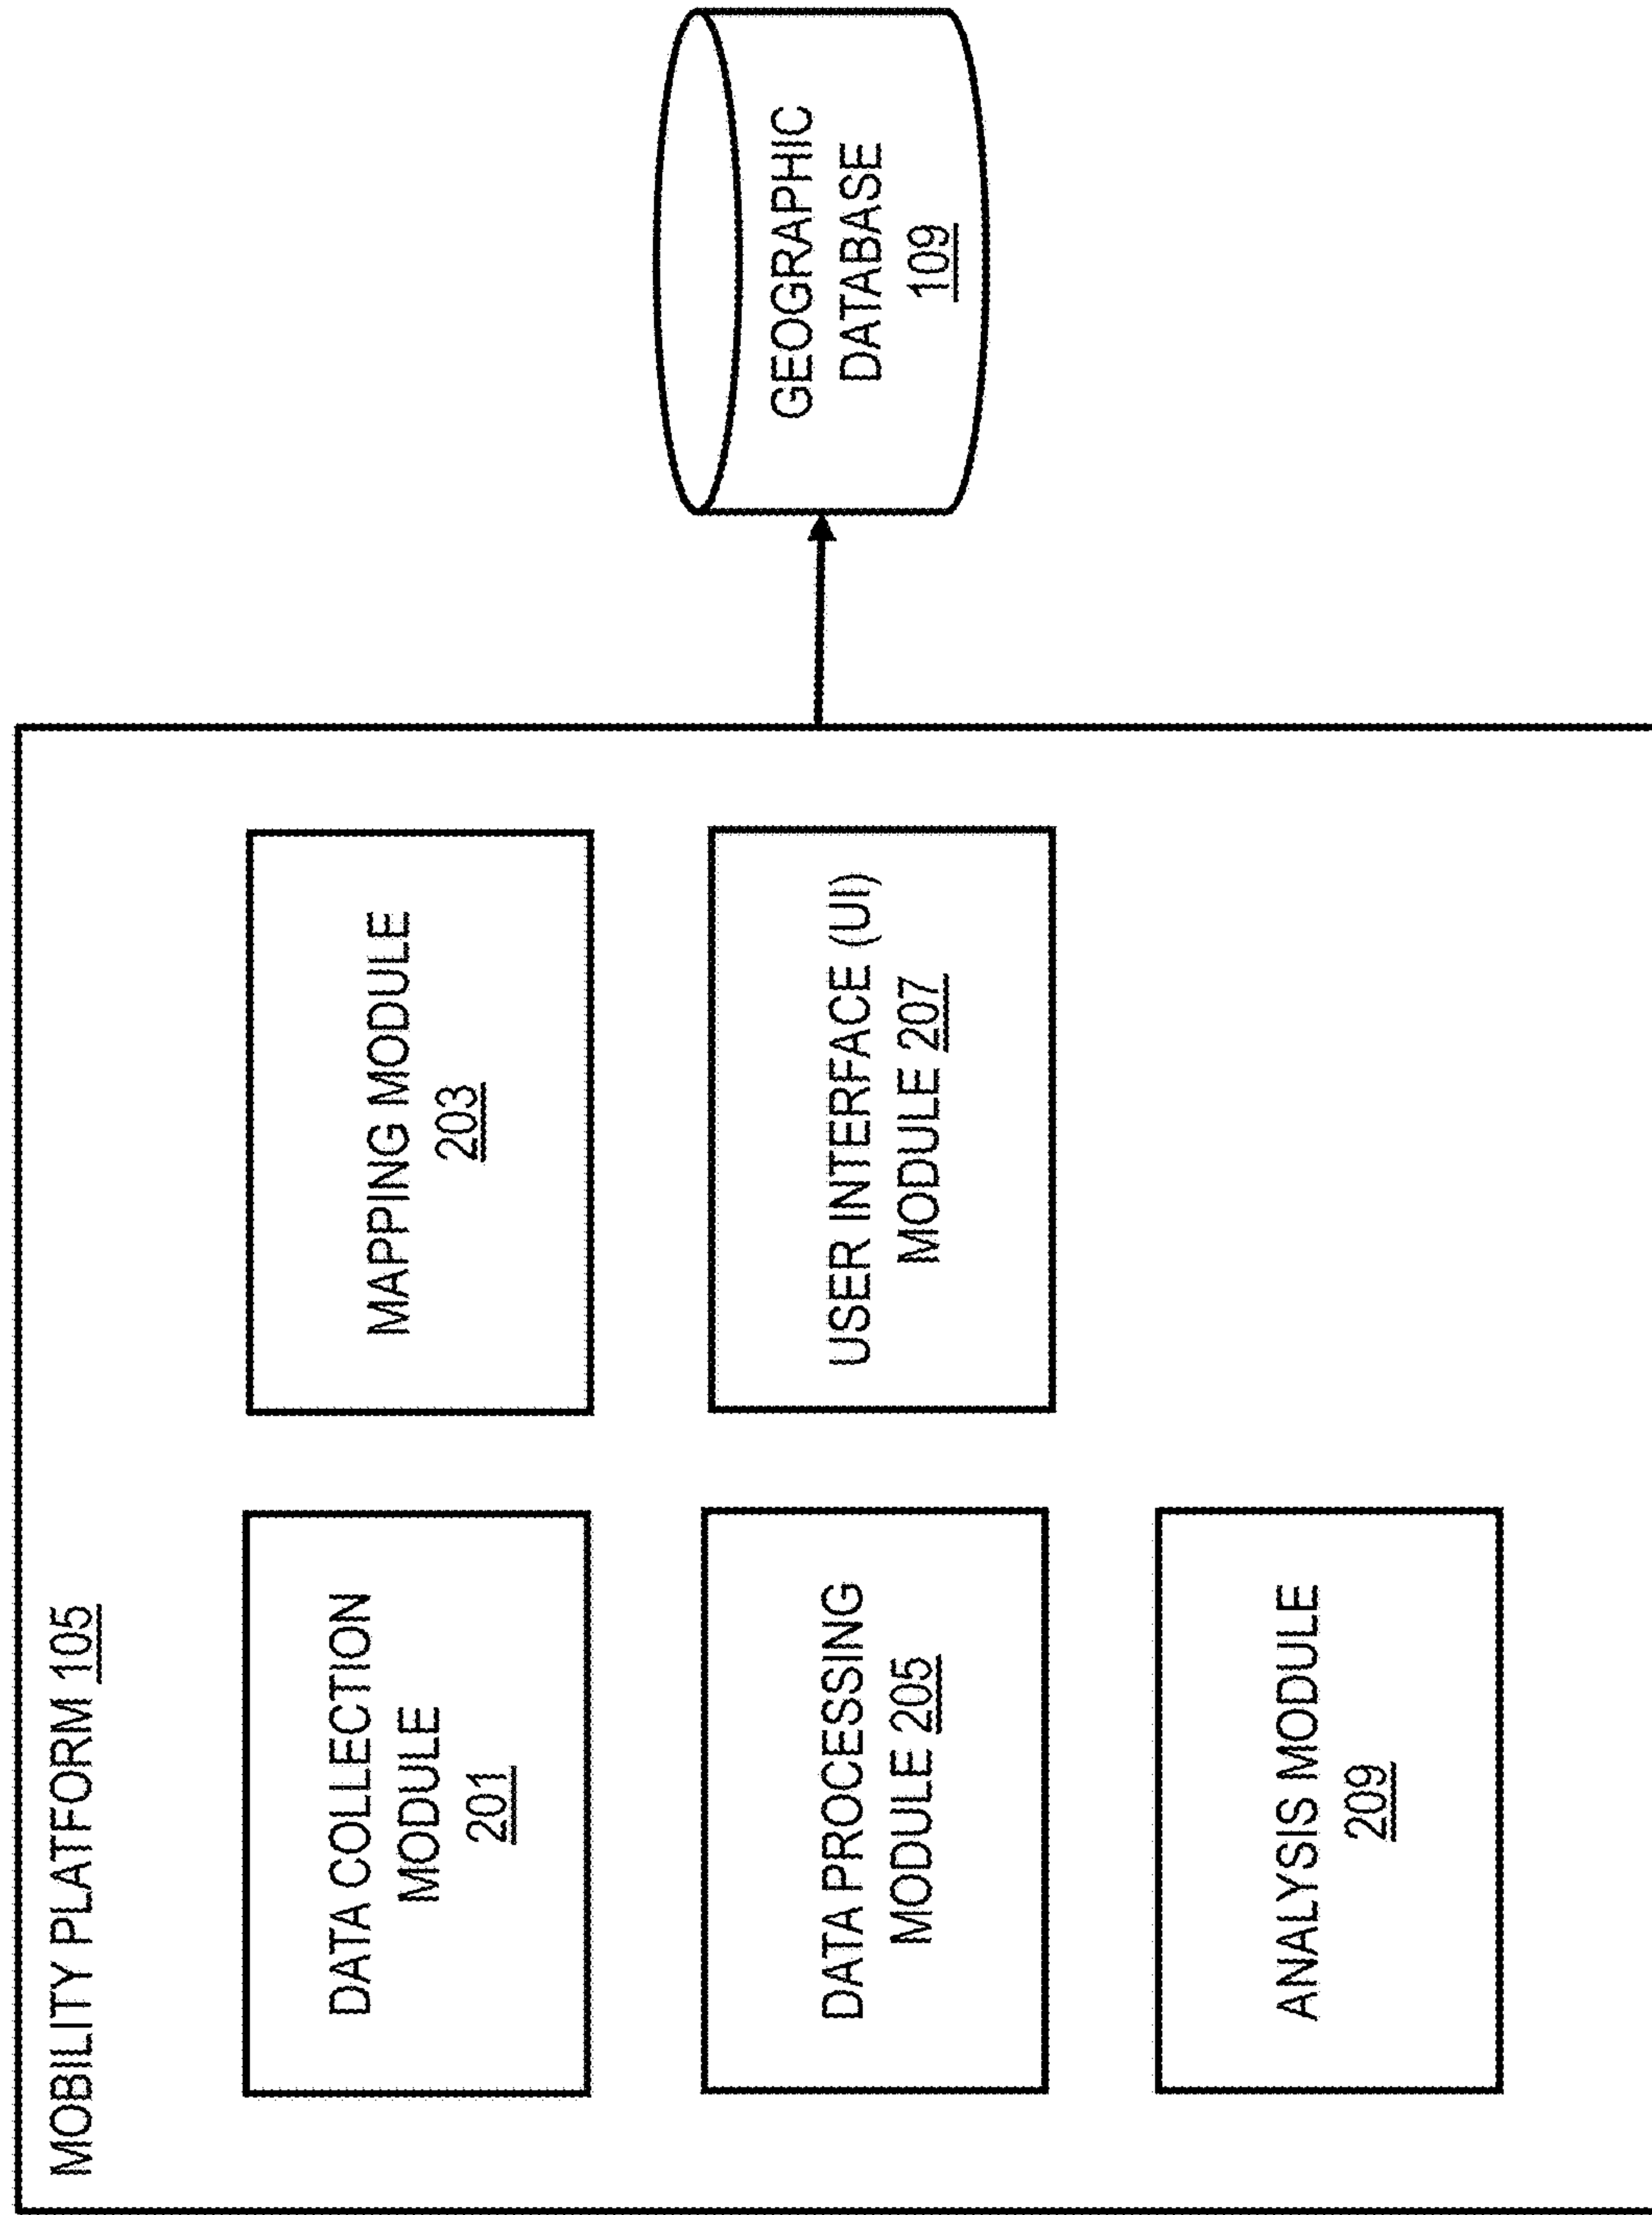 MOBILITY PLATFORM 105
DATA COLLECTION
MODULE
201
MAPPING MODULE
203
DATA PROCESSING
MODULE 205
USER INTERFACE (UI)
MODULE 207
ANALYSIS MODULE
209
GEOGRAPHIC
DATABASE
109